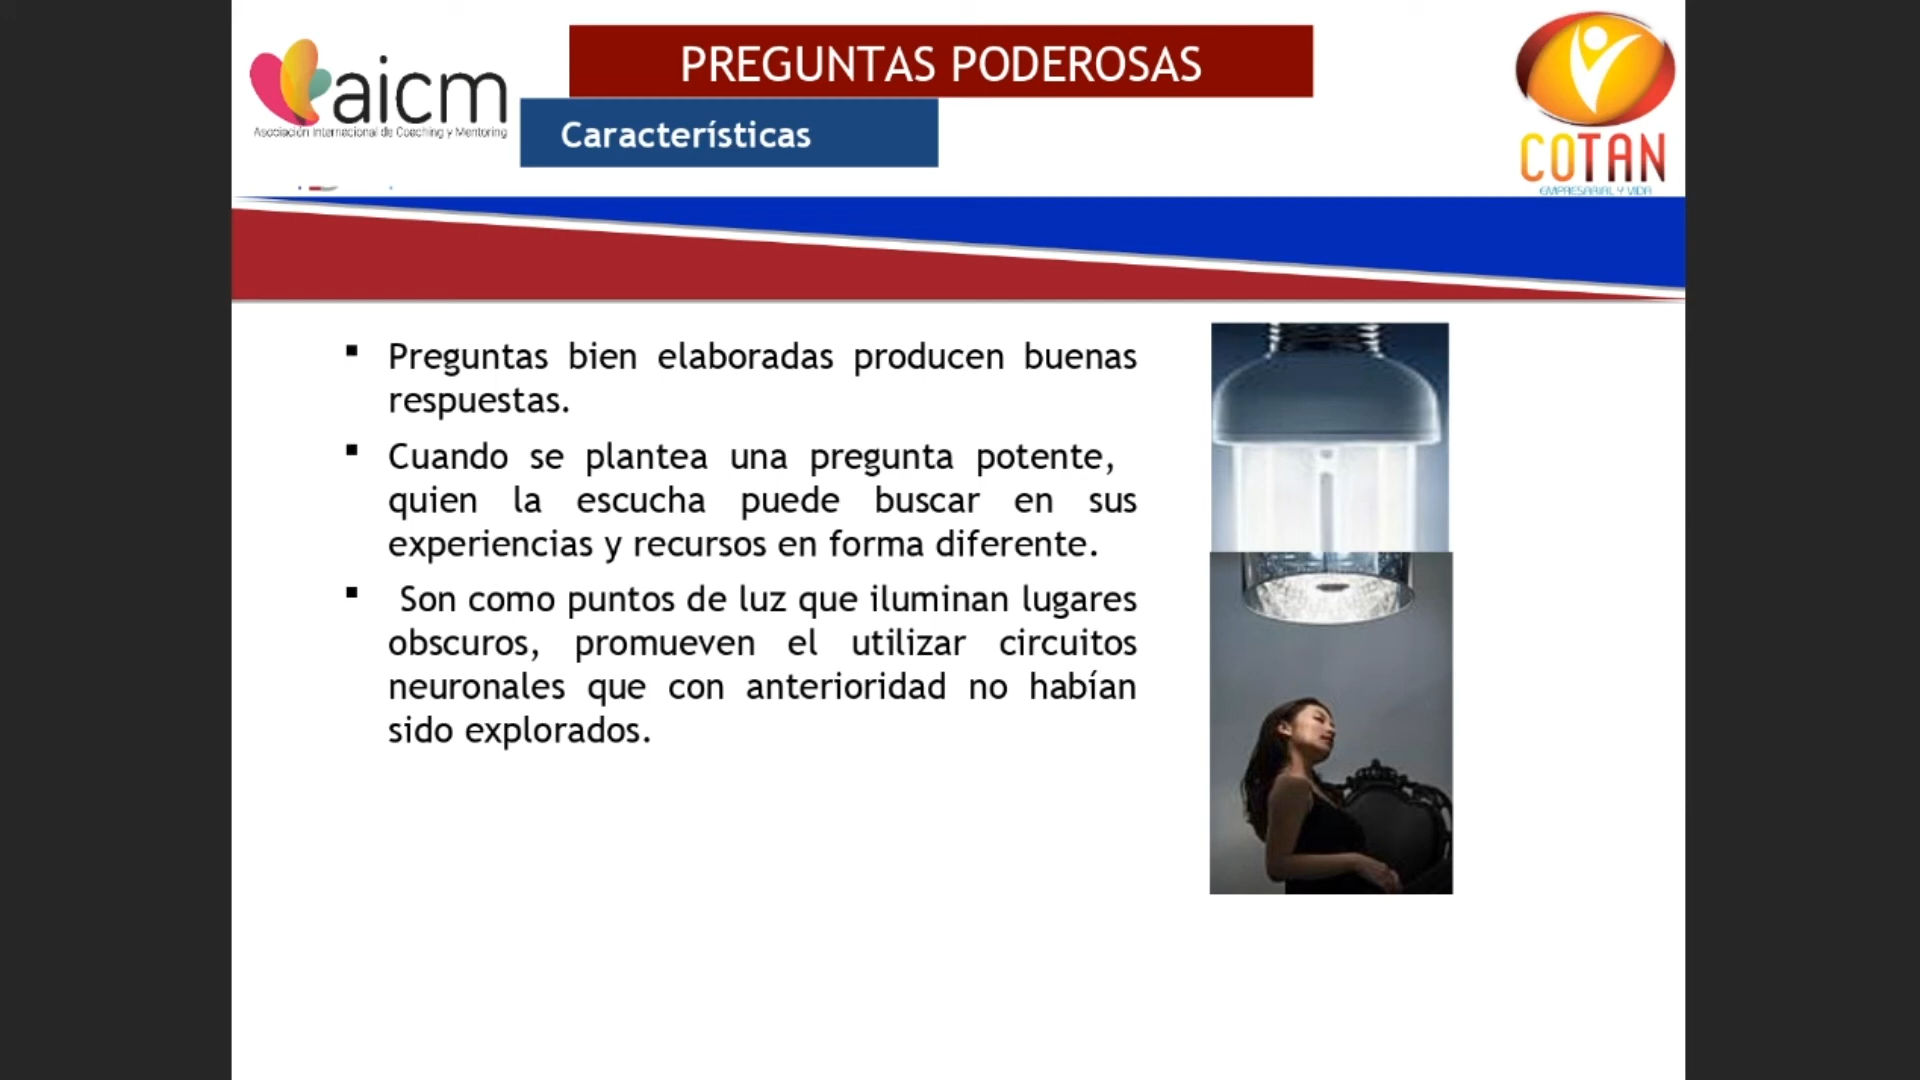 PREGUNTAS PODEROSAS
aicm
Asociación Internacional de Coaching y Mentoring
Características
COTAN
EMPRESARIAL Y VIDA
▪ Preguntas bien elaboradas producen buenas
respuestas.
▪ Cuando se plantea una pregunta potente,
quien la escucha puede buscar en sus
experiencias y recursos en forma diferente.
▪ Son como puntos de luz que iluminan lugares
obscuros, promueven el utilizar circuitos
neuronales que con anterioridad no habían
sido explorados.